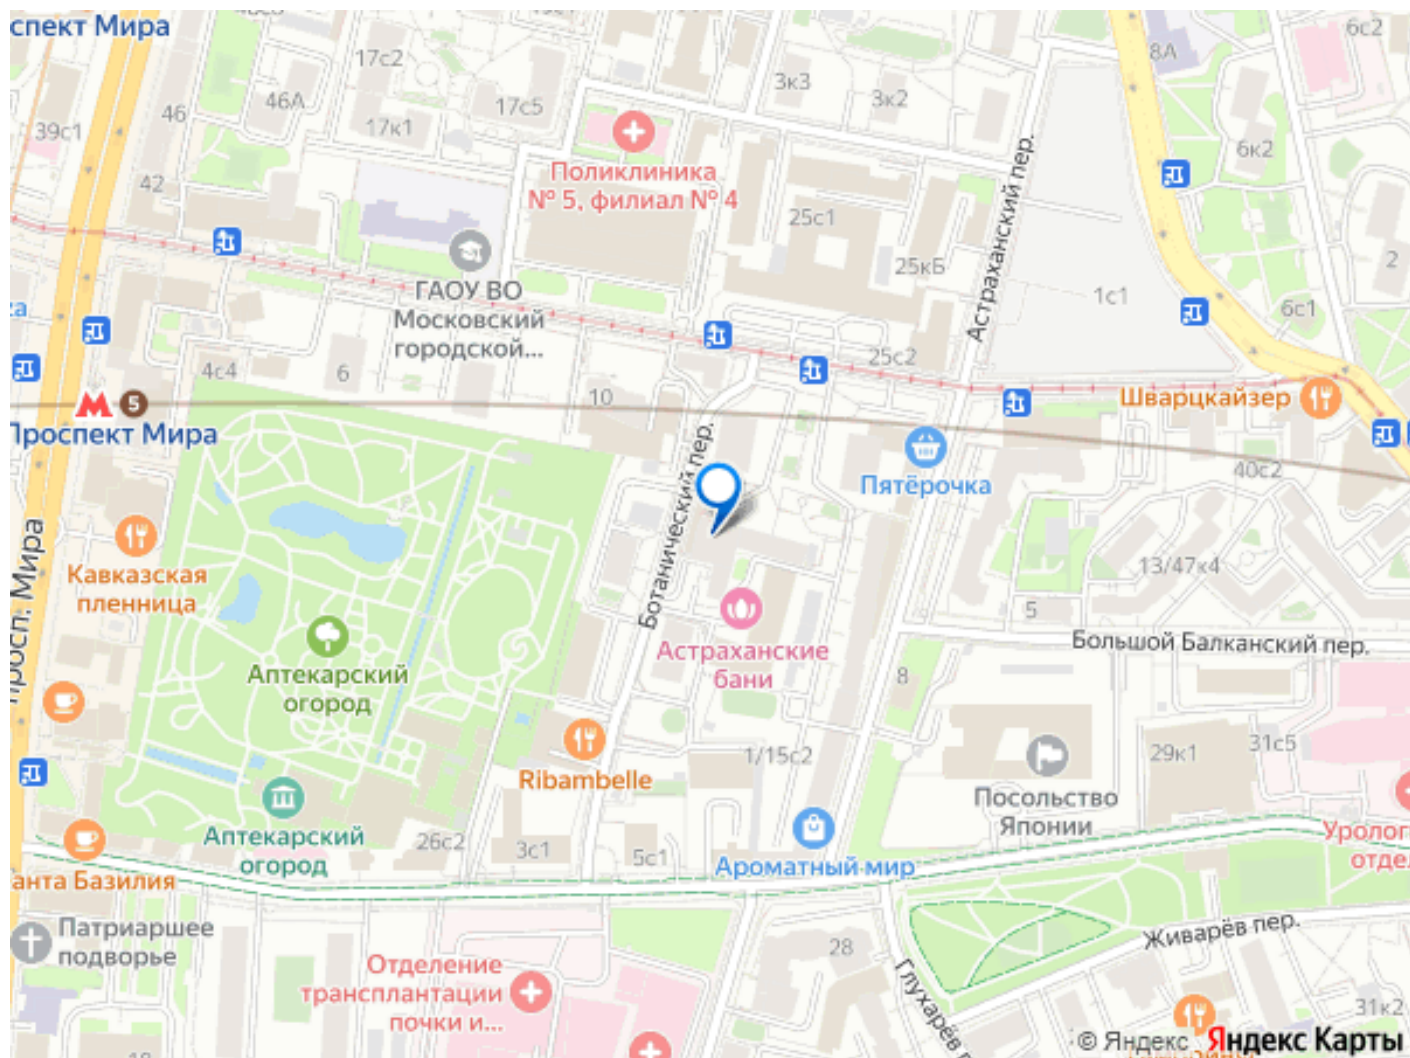 спект Мира
17с2
8А
6с2
46А
46
17с5
3к3
3к2
39с1
17к1
6к2
Поликлиника
№ 5, филиал № 4
42
25с1
Астраханский пер.
2
25кБ
ГАОУ ВО
Московский
городской...
1с1
6с1
25с2
4с4
6
10
Шварцкайзер
5
Проспект Мира
Ботанический пер.
Пятёрочка
40с2
просп. Мира
Кавказская
пленница
13/47к4
5
Астраханские
бани
Большой Балканский пер.
Аптекарский
огород
8
1/15с2
29к1
31с5
Ribambelle
Посольство
Японии
Аптекарский
огород
26с2
3с1
5с1
Ароматный мир
Уролог
отде
анта Базилия
Патриаршее
подворье
28
Живарёв пер.
Отделение
трансплантации
почки и...
Глухарёв п
31к2
© Яндекс Яндекс Карты